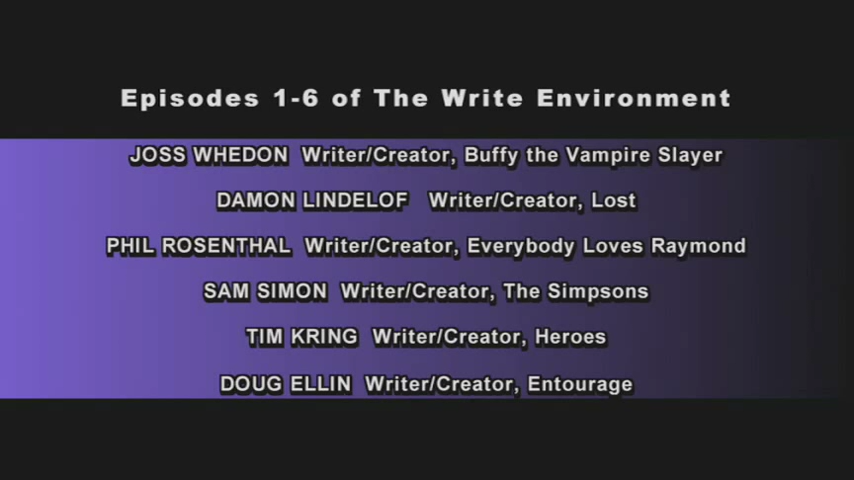 Episodes 1-6 of The Write Environment
JOSS WHEDON Writer/Creator, Buffy the Vampire Slayer
DAMON LINDELOF Writer/Creator, Lost
PHIL ROSENTHAL Writer/Creator, Everybody Loves Raymond
SAM SIMON Writer/Creator, The Simpsons
TIM KRING Writer/Creator, Heroes
DOUG ELLIN Writer/Creator, Entourage